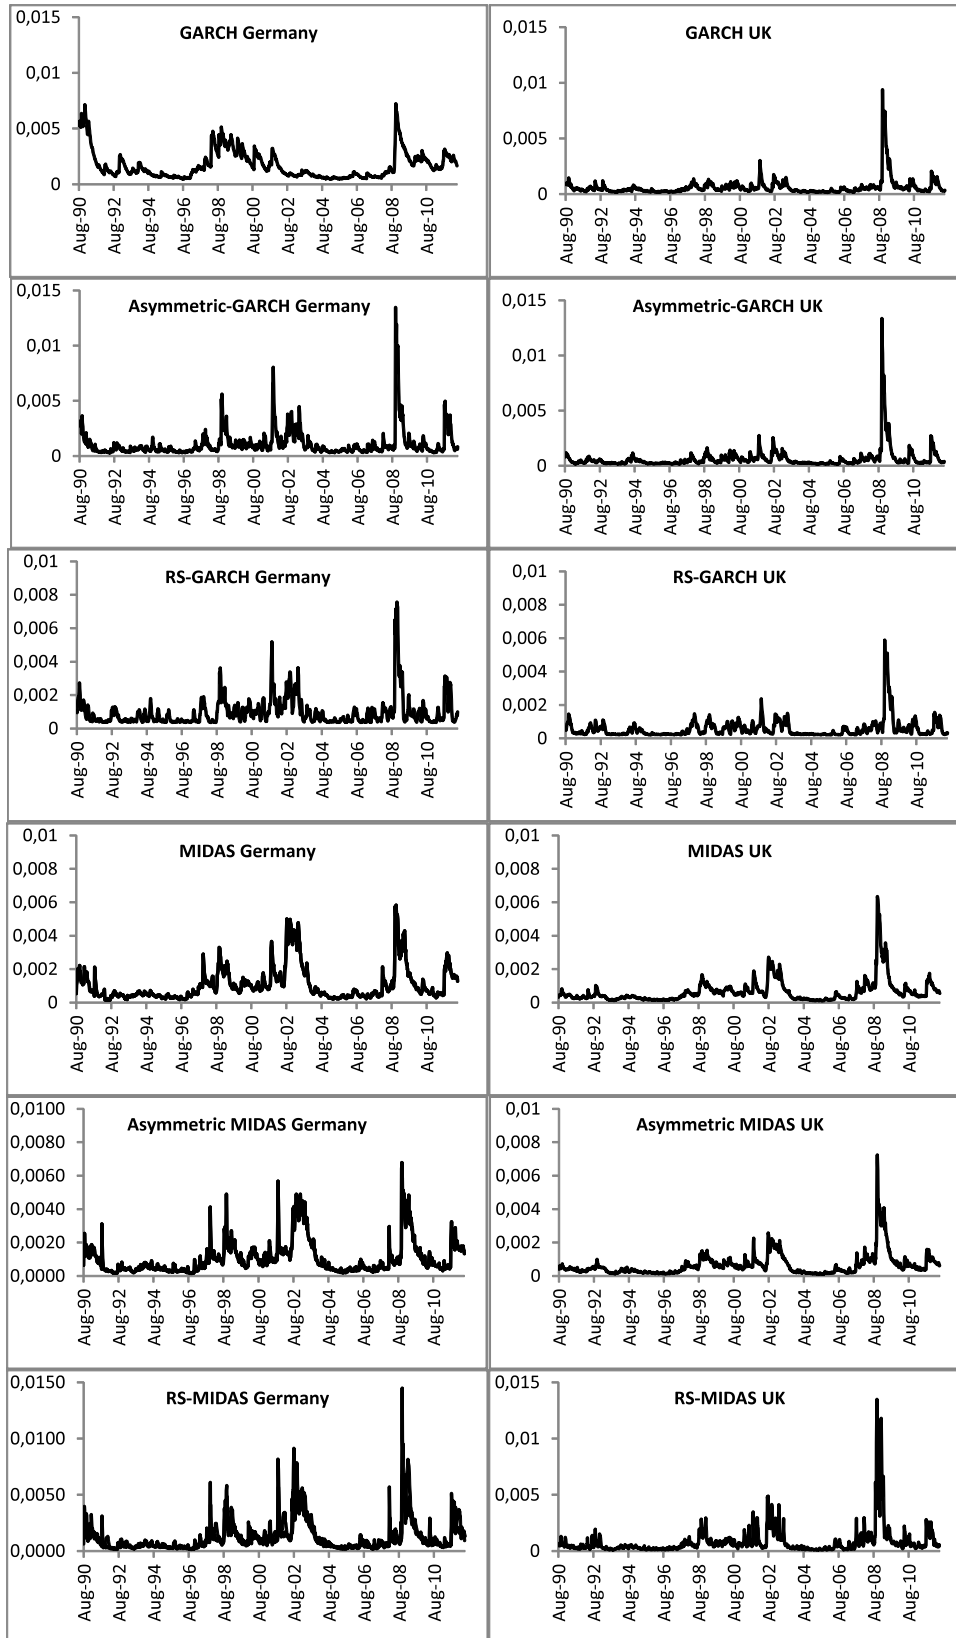 GARCH Germany
0,015
0,01
0,005
0
Aug-90
Aug-92
Aug-94
Aug-96
Aug-98
Aug-00
Aug-02
Aug-04
Aug-06
Aug-08
Aug-10
GARCH UK
0,015
0,01
0,005
0
Aug-90
Aug-92
Aug-94
Aug-96
Aug-98
Aug-00
Aug-02
Aug-04
Aug-06
Aug-08
Aug-10
Asymmetric-GARCH Germany
0,015
0,01
0,005
0
Aug-90
Aug-92
Aug-94
Aug-96
Aug-98
Aug-00
Aug-02
Aug-04
Aug-06
Aug-08
Aug-10
Asymmetric-GARCH UK
0,015
0,01
0,005
0
Aug-90
Aug-92
Aug-94
Aug-96
Aug-98
Aug-00
Aug-02
Aug-04
Aug-06
Aug-08
Aug-10
RS-GARCH Germany
0,01
0,008
0,006
0,004
0,002
0
Aug-90
Aug-92
Aug-94
Aug-96
Aug-98
Aug-00
Aug-02
Aug-04
Aug-06
Aug-08
Aug-10
RS-GARCH UK
0,01
0,008
0,006
0,004
0,002
0
Aug-90
Aug-92
Aug-94
Aug-96
Aug-98
Aug-00
Aug-02
Aug-04
Aug-06
Aug-08
Aug-10
MIDAS Germany
0,01
0,008
0,006
0,004
0,002
0
Aug-90
Aug-92
Aug-94
Aug-96
Aug-98
Aug-00
Aug-02
Aug-04
Aug-06
Aug-08
Aug-10
MIDAS UK
0,01
0,008
0,006
0,004
0,002
0
Aug-90
Aug-92
Aug-94
Aug-96
Aug-98
Aug-00
Aug-02
Aug-04
Aug-06
Aug-08
Aug-10
Asymmetric MIDAS Germany
0,0100
0,0080
0,0060
0,0040
0,0020
0,0000
Aug-90
Aug-92
Aug-94
Aug-96
Aug-98
Aug-00
Aug-02
Aug-04
Aug-06
Aug-08
Aug-10
Asymmetric MIDAS UK
0,01
0,008
0,006
0,004
0,002
0
Aug-90
Aug-92
Aug-94
Aug-96
Aug-98
Aug-00
Aug-02
Aug-04
Aug-06
Aug-08
Aug-10
RS-MIDAS Germany
0,0150
0,0100
0,0050
0,0000
Aug-90
Aug-92
Aug-94
Aug-96
Aug-98
Aug-00
Aug-02
Aug-04
Aug-06
Aug-08
Aug-10
RS-MIDAS UK
0,015
0,01
0,005
0
Aug-90
Aug-92
Aug-94
Aug-96
Aug-98
Aug-00
Aug-02
Aug-04
Aug-06
Aug-08
Aug-10